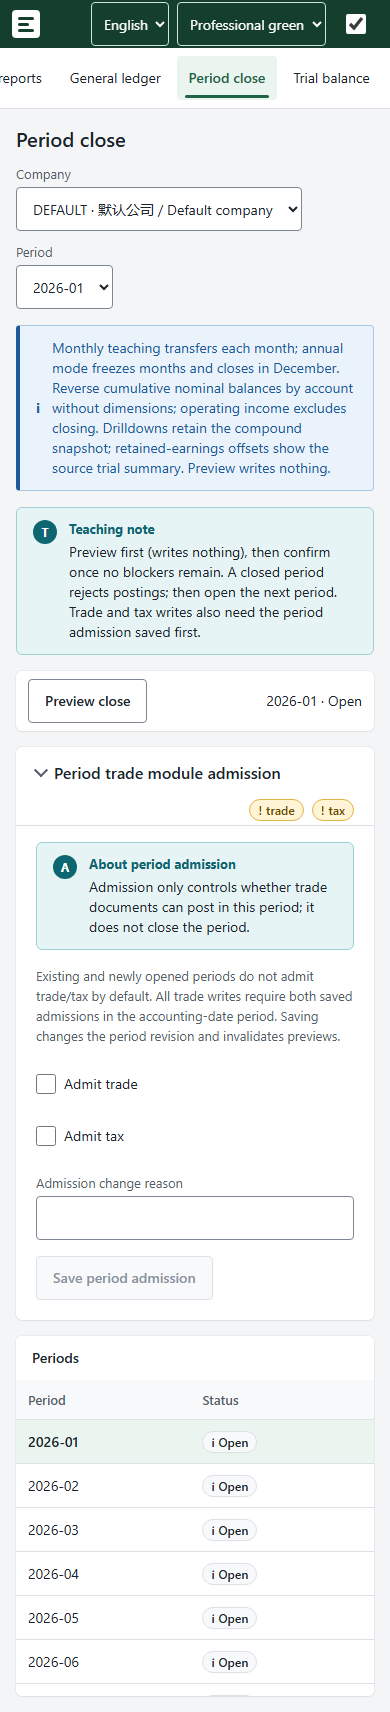 English
Professional green
reports
General ledger
Period close
Trial balance
Period close
Company
DEFAULT · 默认公司 / Default company
Period
2026-01
i
Monthly teaching transfers each month; annual
mode freezes months and closes in December.
Reverse cumulative nominal balances by account
without dimensions; operating income excludes
closing. Drilldowns retain the compound
snapshot; retained-earnings offsets show the
source trial summary. Preview writes nothing.
T
Teaching note
Preview first (writes nothing), then confirm
once no blockers remain. A closed period
rejects postings; then open the next period.
Trade and tax writes also need the period
admission saved first.
Preview close
2026-01 · Open
Period trade module admission
! trade
! tax
A
About period admission
Admission only controls whether trade
documents can post in this period; it
does not close the period.
Existing and newly opened periods do not admit
trade/tax by default. All trade writes require both saved
admissions in the accounting-date period. Saving
changes the period revision and invalidates previews.
Admit trade
Admit tax
Admission change reason
Save period admission
Periods
Period Status
2026-01 i Open
2026-02 i Open
2026-03 i Open
2026-04 i Open
2026-05 i Open
2026-06 i Open